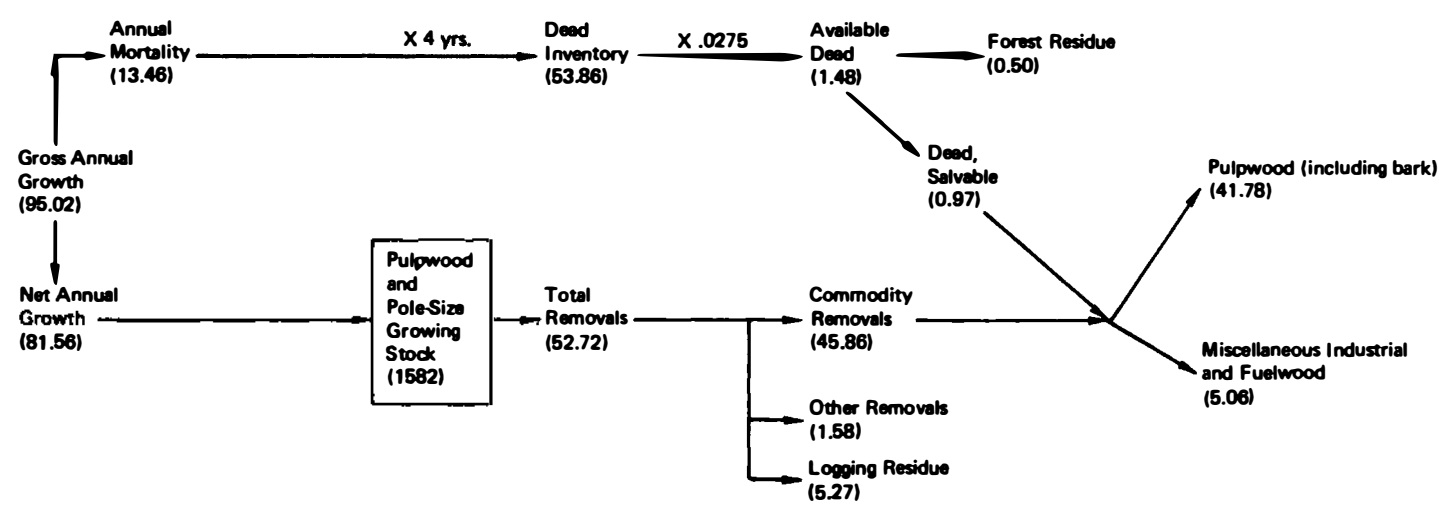 Annual
Mortality
(13.46)
X 4 yrs.
Dead
Inventory
(53.86)
X .0275
Available
Dead
(1.48)
Forest Residue
(0.50)
Gross Annual
Growth
(95.02)
Dead,
Salvable
(0.97)
Pulpwood (including bark)
(41.78)
Net Annual
Growth
(81.56)
Pulpwood
and
Pole-Size
Growing
Stock
(1582)
Total
Removals
(52.72)
Commodity
Removals
(45.86)
Miscellaneous Industrial
and Fuelwood
(5.06)
Other Removals
(1.58)
Logging Residue
(5.27)